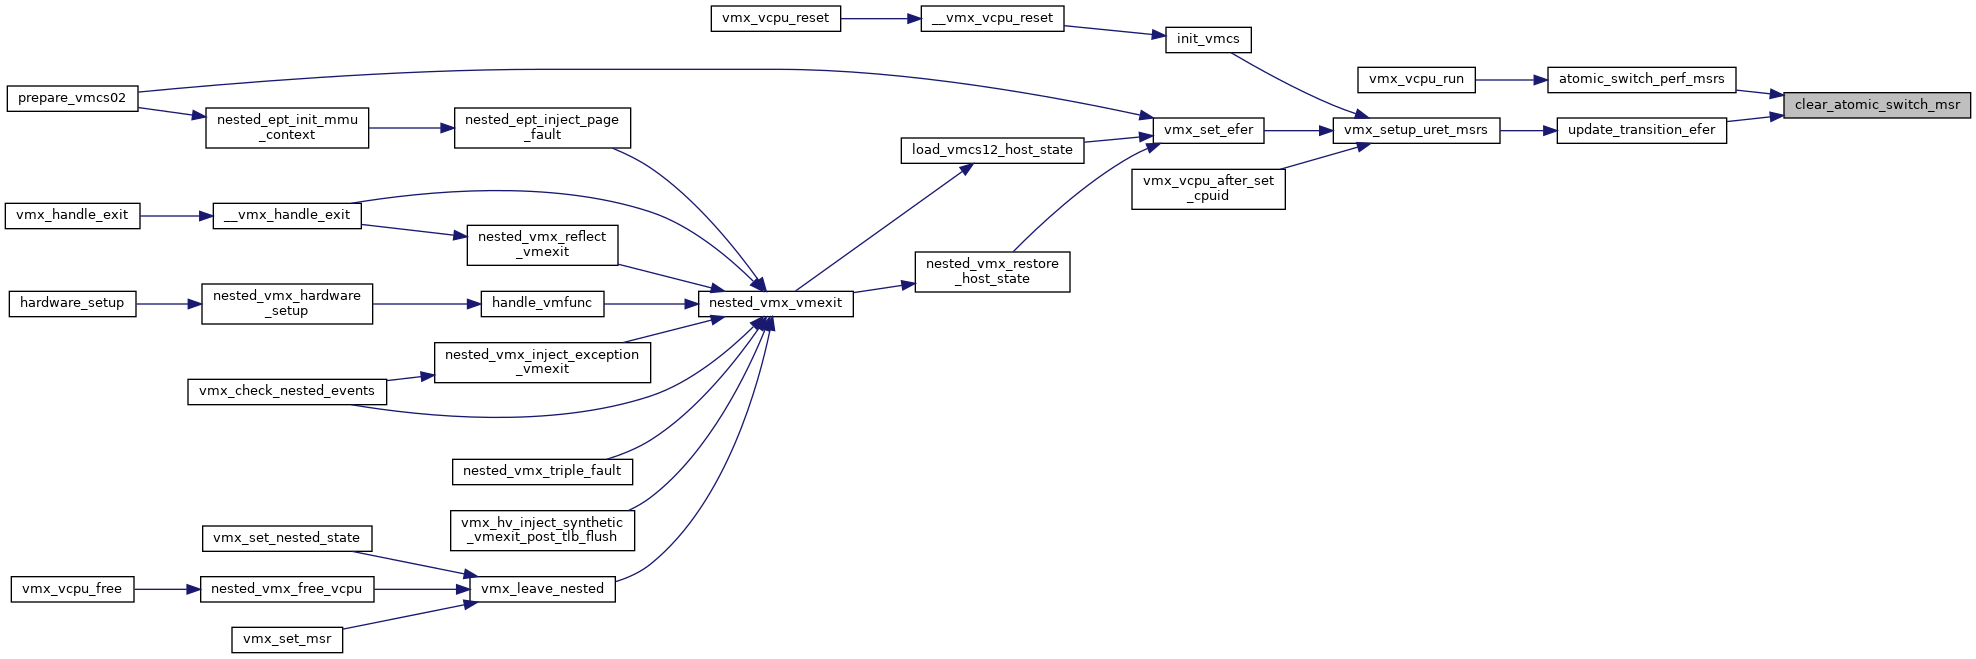 vmx_vcpu_reset
__vmx_vcpu_reset
init_vmcs
vmx_vcpu_run
atomic_switch_perf_msrs
clear_atomic_switch_msr
prepare_vmcs02
nested_ept_init_mmu
_context
nested_ept_inject_page
_fault
vmx_set_efer
vmx_setup_uret_msrs
update_transition_efer
load_vmcs12_host_state
vmx_vcpu_after_set
_cpuid
vmx_handle_exit
__vmx_handle_exit
nested_vmx_reflect
_vmexit
nested_vmx_restore
_host_state
hardware_setup
nested_vmx_hardware
_setup
handle_vmfunc
nested_vmx_vmexit
nested_vmx_inject_exception
_vmexit
vmx_check_nested_events
nested_vmx_triple_fault
vmx_hv_inject_synthetic
_vmexit_post_tlb_flush
vmx_set_nested_state
vmx_vcpu_free
nested_vmx_free_vcpu
vmx_leave_nested
vmx_set_msr